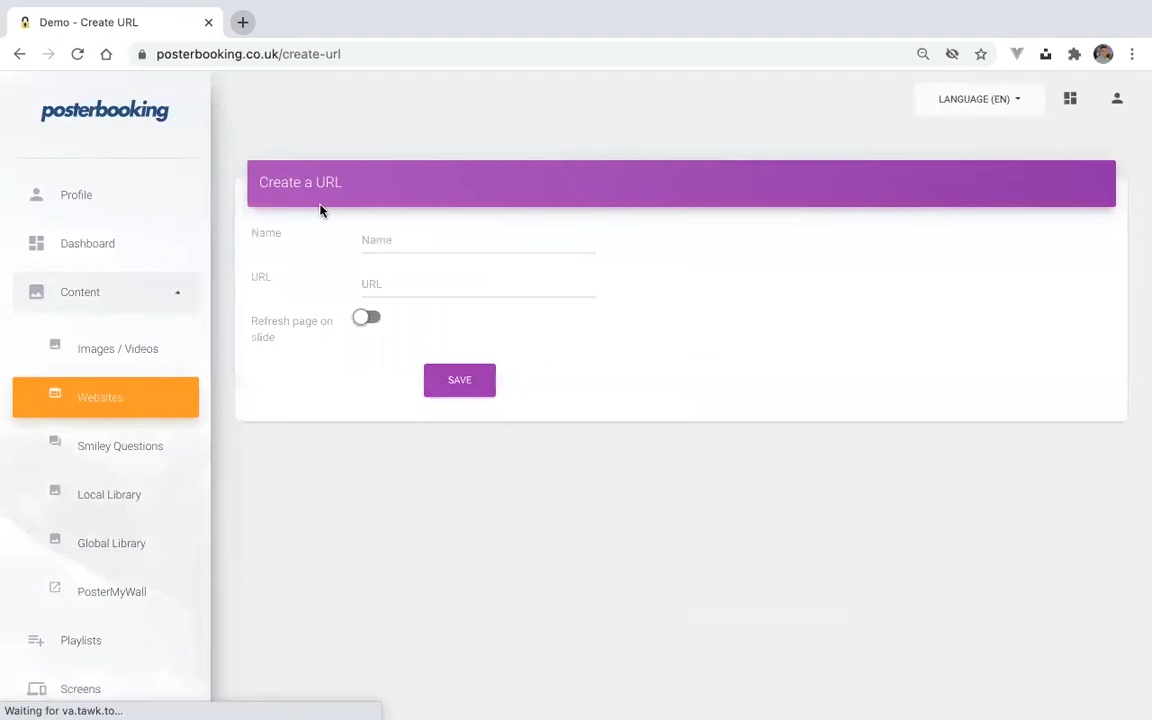 Demo - Create URL
posterbooking.co.uk/create-url
posterbooking
LANGUAGE (EN)
Profile
Dashboard
Content
Images / Videos
Websites
Smiley Questions
Local Library
Global Library
PosterMyWall
Playlists
Screens
Create a URL
Name
Name
URL
URL
Refresh page on
slide
SAVE
Waiting for va.tawk.to...